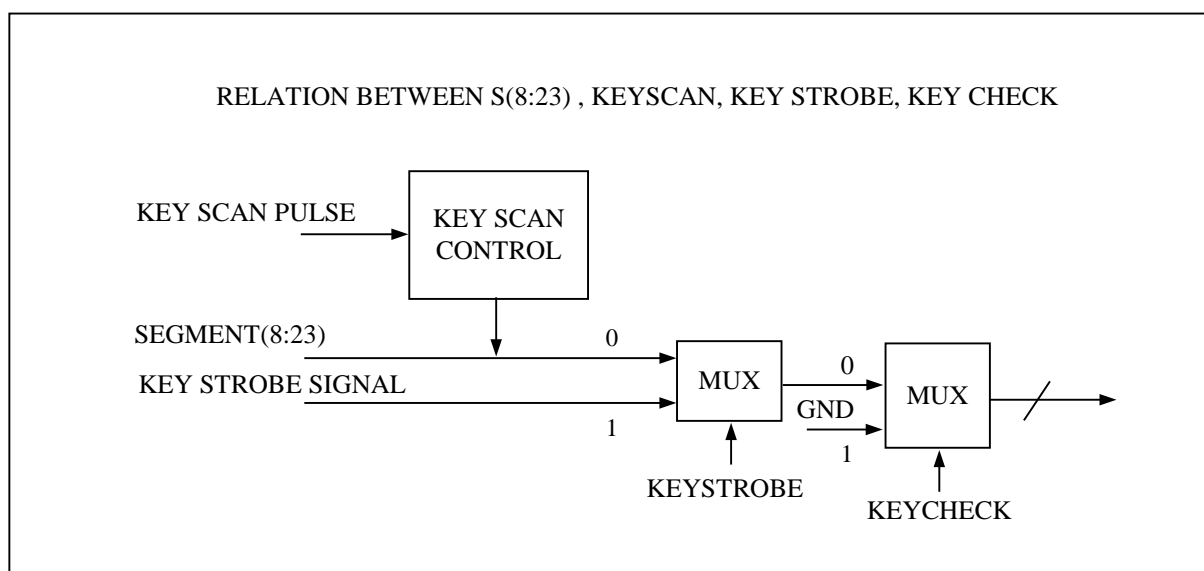 RELATION BETWEEN S(8:23) , KEYSCAN, KEY STROBE, KEY CHECK
KEY SCAN PULSE
KEY SCAN
CONTROL
SEGMENT(8:23)
0
KEY STROBE SIGNAL
1
MUX
0
GND
1
MUX
KEYSTROBE
KEYCHECK